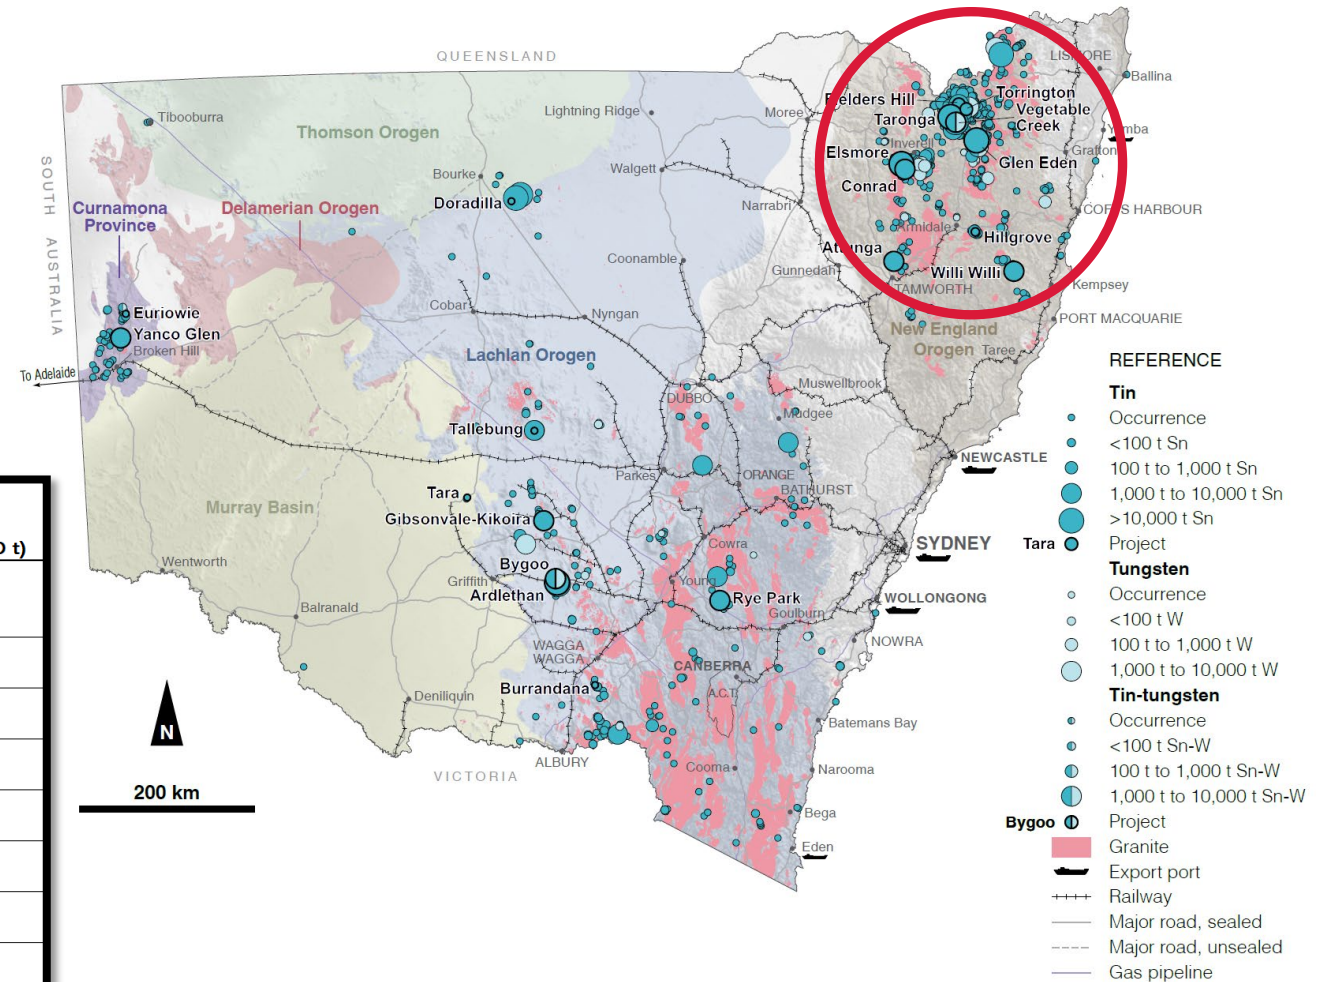 QUEENSLAND
LISMORE
Ballina
Tibooburra
Lightning Ridge
Moree
Fielders Hill
Torrington
Vegetable
Creek
Taronga
Thomson Orogen
Yamba
Inverell
Grafton
Elsmore
Glen Eden
Walgett
Bourke
SOUTH AUSTRALIA
Conrad
Doradilla
Narrabri
Curnamona
Province
Delamerian Orogen
COFFS HARBOUR
Armidale
Hillgrove
Attunga
Coonamble
Gunnedah
Willi Willi
TAMWORTH
Kempsey
Cobar
Nyngan
Euriowie
Yanco Glen
Broken Hill
PORT MACQUARIE
New England
Orogen
Taree
Lachlan Orogen
To Adelaide
Muswellbrook
DUBBO
Mudgee
Tallebung
NEWCASTLE
Parkes
ORANGE
BATHURST
Tara
Gibsonvale-Kikoira
Murray Basin
Cowra
SYDNEY
Wentworth
Bygoo
Griffith
Ardlethan
Young
Rye Park
WOLLONGONG
Goulburn
Balranald
NOWRA
WAGGA
WAGGA
CANBERRA
A.C.T.
Burrandana
Deniliquin
Batemans Bay
ALBURY
VICTORIA
Cooma
Narooma
Bega
Eden
N
200 km
t)
REFERENCE
Tin
Occurrence
<100 t Sn
100 t to 1,000 t Sn
1,000 t to 10,000 t Sn
>10,000 t Sn
Tara Project
Tungsten
Occurrence
<100 t W
100 t to 1,000 t W
1,000 t to 10,000 t W
Tin-tungsten
Occurrence
<100 t Sn-W
100 t to 1,000 t Sn-W
1,000 t to 10,000 t Sn-W
Bygoo Project
Granite
Export port
Railway
Major road, sealed
Major road, unsealed
Gas pipeline